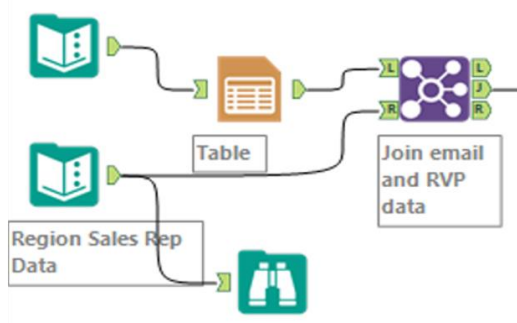 L
L
J
R
R
Table
Join email
and RVP
data
Region Sales Rep
Data